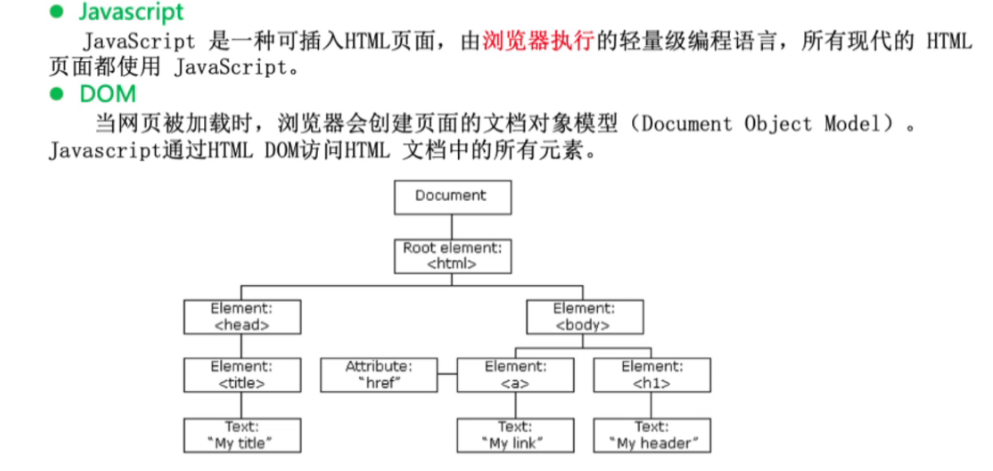 Javascript
JavaScript 是一种可插入HTML页面，由浏览器执行的轻量级编程语言，所有现代的 HTML
页面都使用 JavaScript。
DOM
当网页被加载时，浏览器会创建页面的文档对象模型（Document Object Model）。
Javascript通过HTML DOM访问HTML 文档中的所有元素。
Document
Root element:
<html>
Element:
<head>
Element:
<body>
Element:
<title>
Attribute:
"href"
Element:
<a>
Element:
<h1>
Text:
"My title"
Text:
"My link"
Text:
"My header"